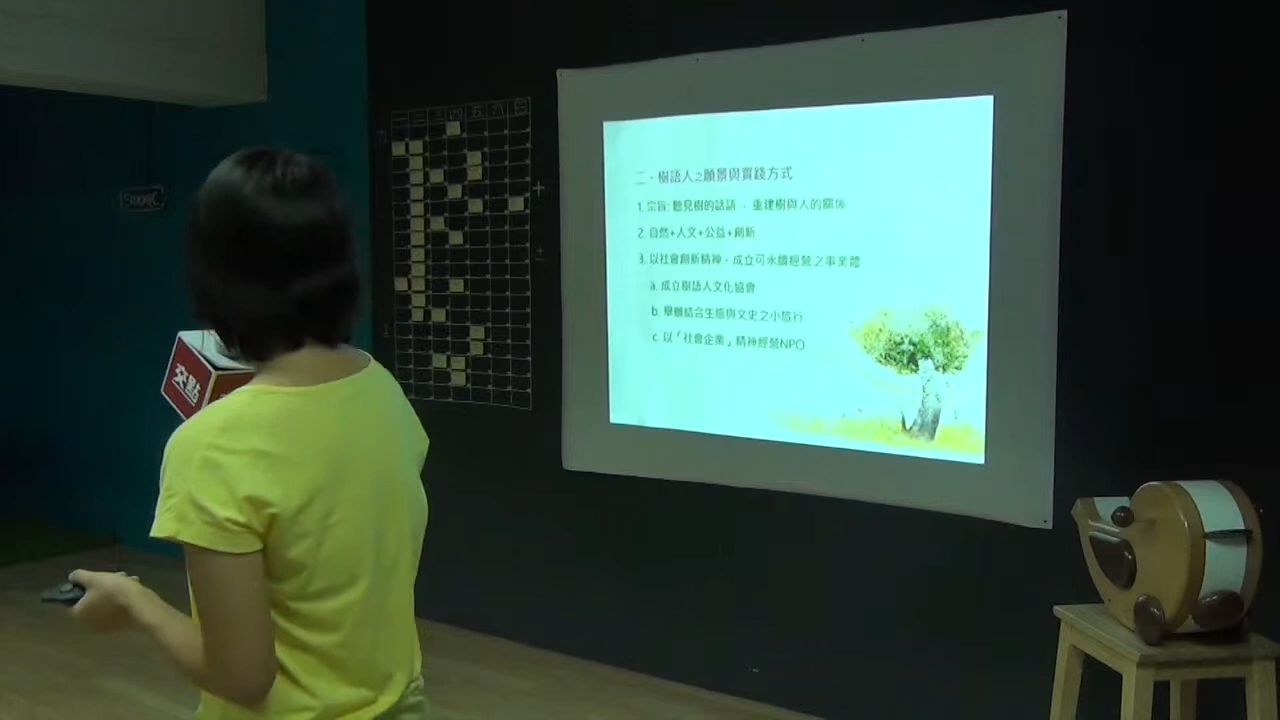 二、樹語人之願景與實踐方式
1. 宗旨: 聽見樹的話語 、重建樹與人的關係
2. 自然+人文+公益+創新
3. 以社會創新精神,成立可永續經營之事業體
a. 成立樹語人文化協會
b. 舉辦結合生態與文史之小旅行
c. 以「社會企業」精神經營NPO
交點
一 二 三 四 五 六 日